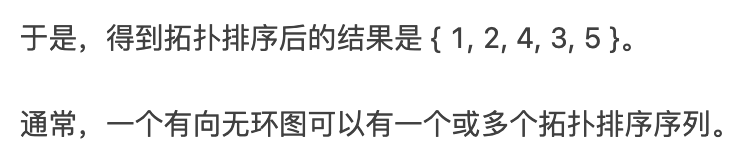 于是，得到拓扑排序后的结果是 { 1, 2, 4, 3, 5 }。
通常，一个有向无环图可以有一个或多个拓扑排序序列。